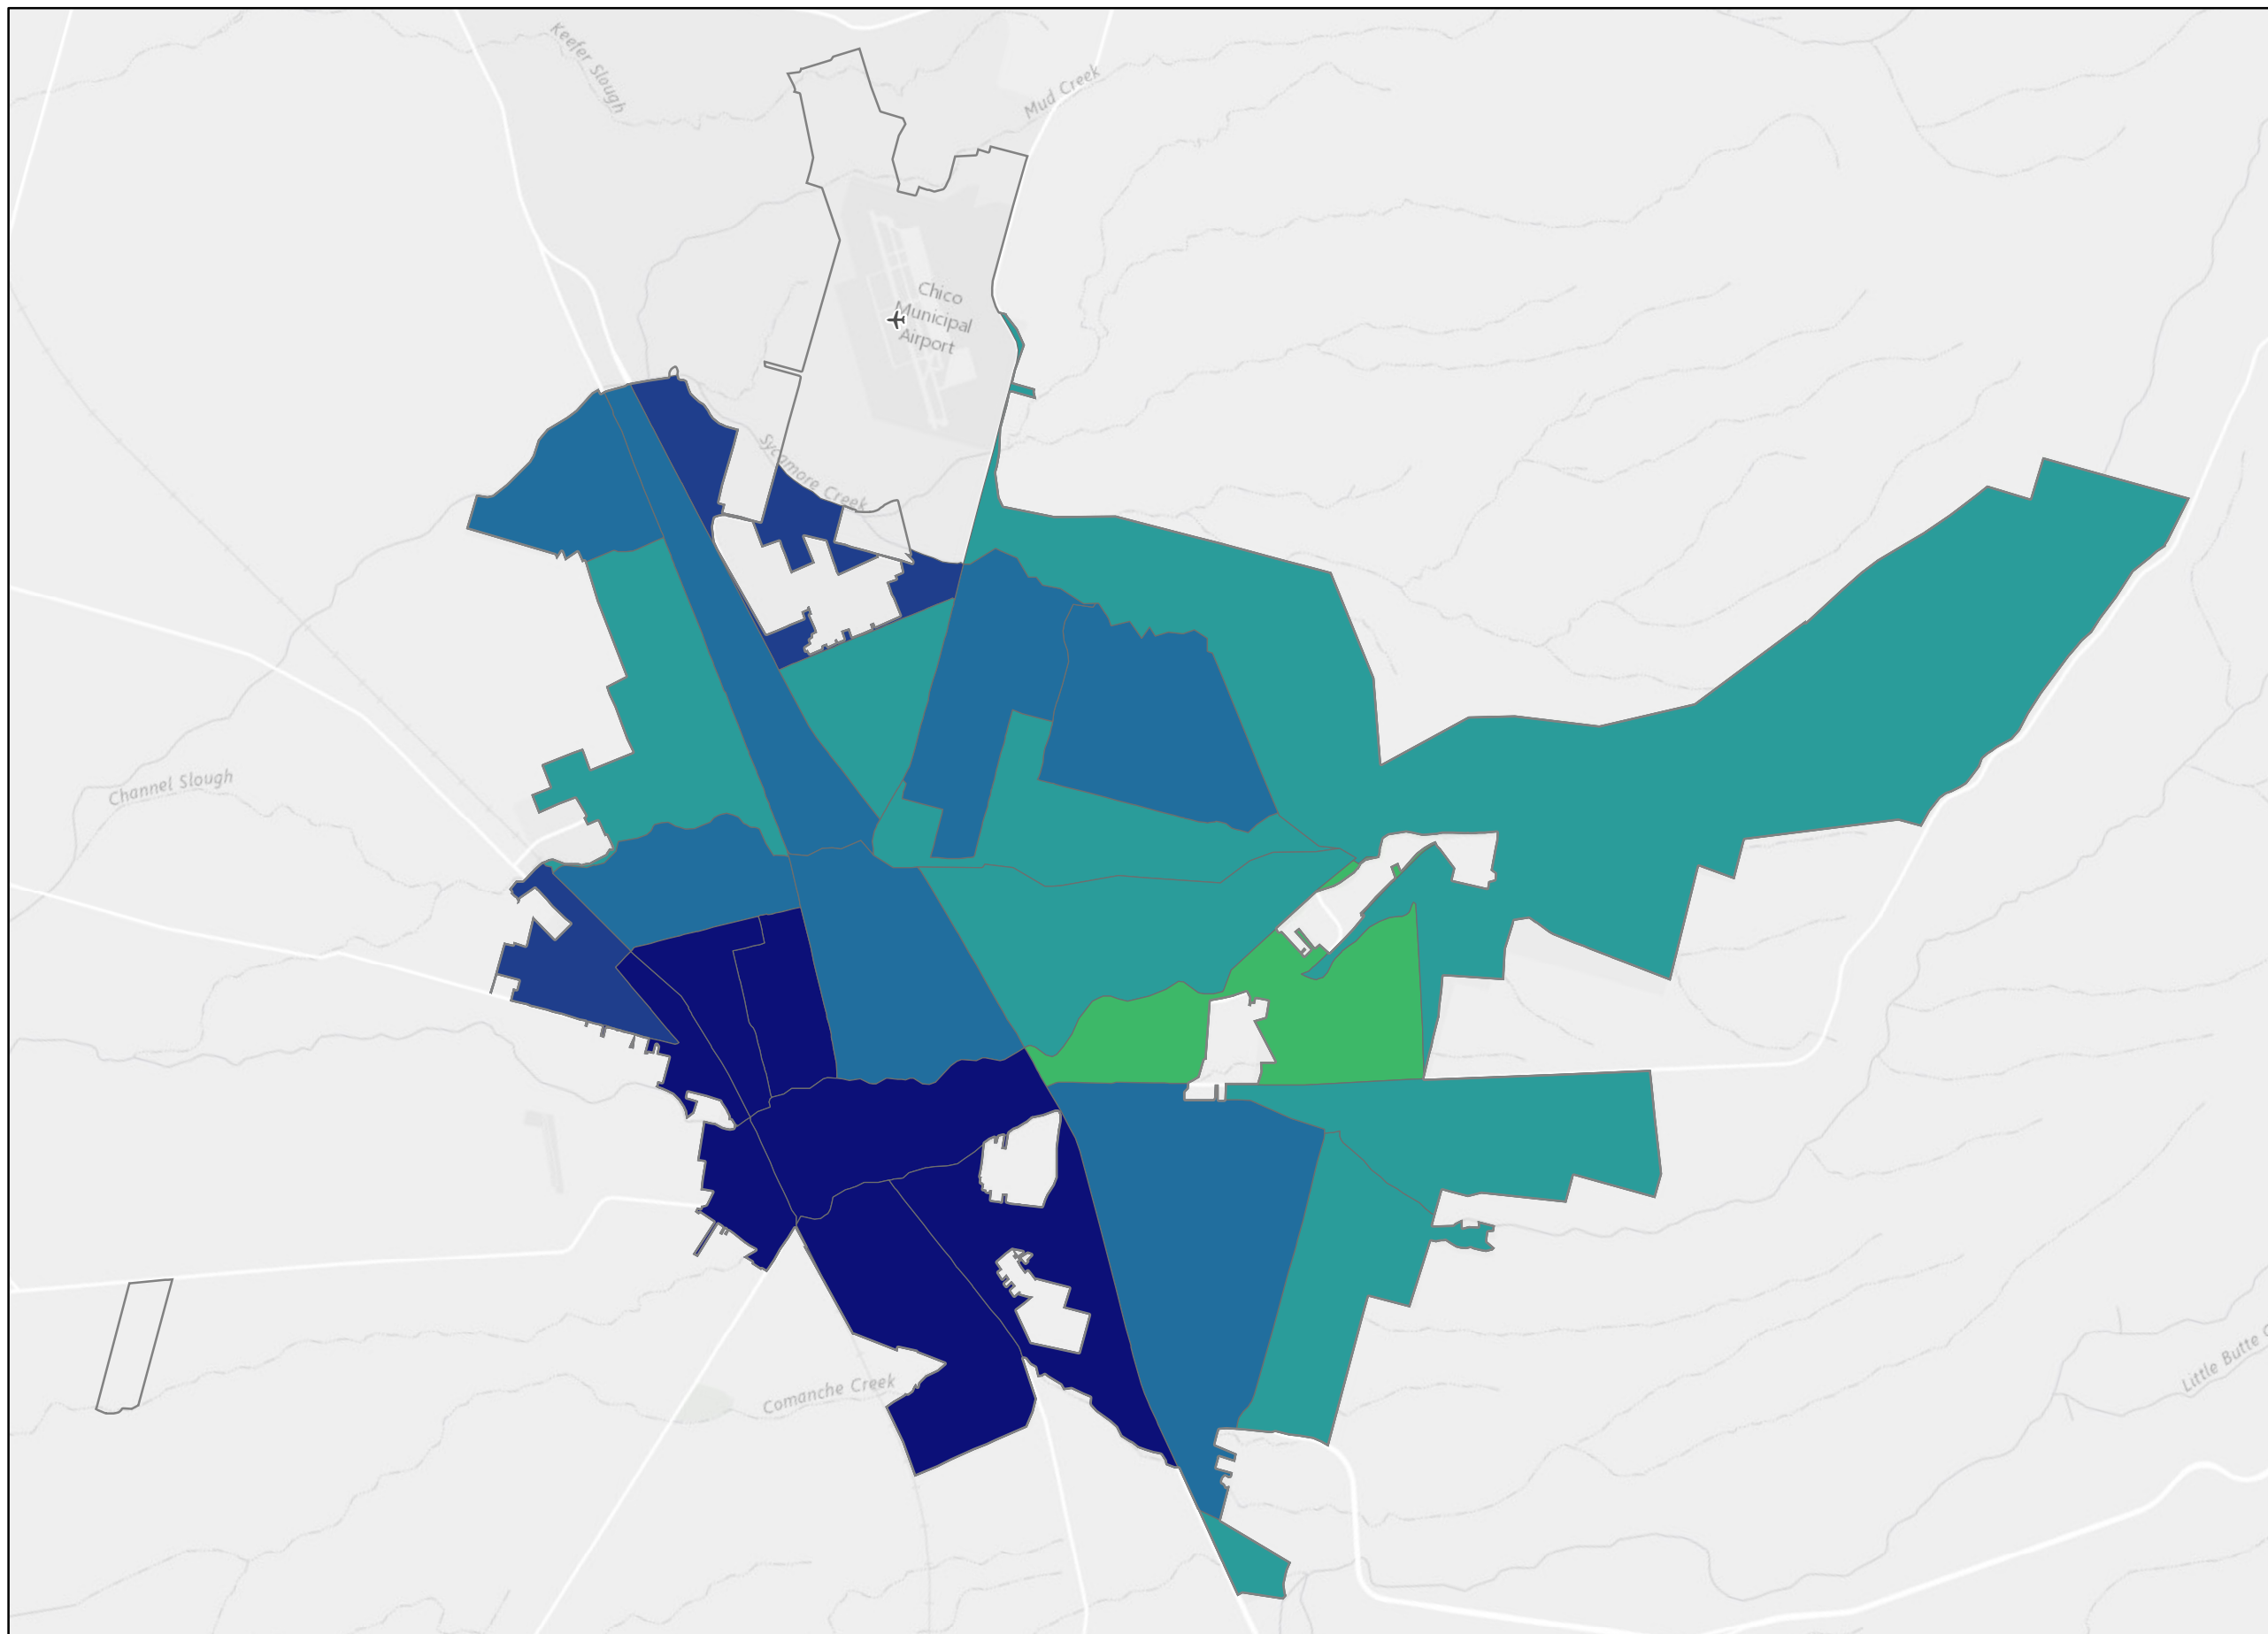 Keefer Slough
Mud Creek
Chico
Municipal
Airport
Sycamore Creek
Channel Slough
Comanche Creek
Little Butte